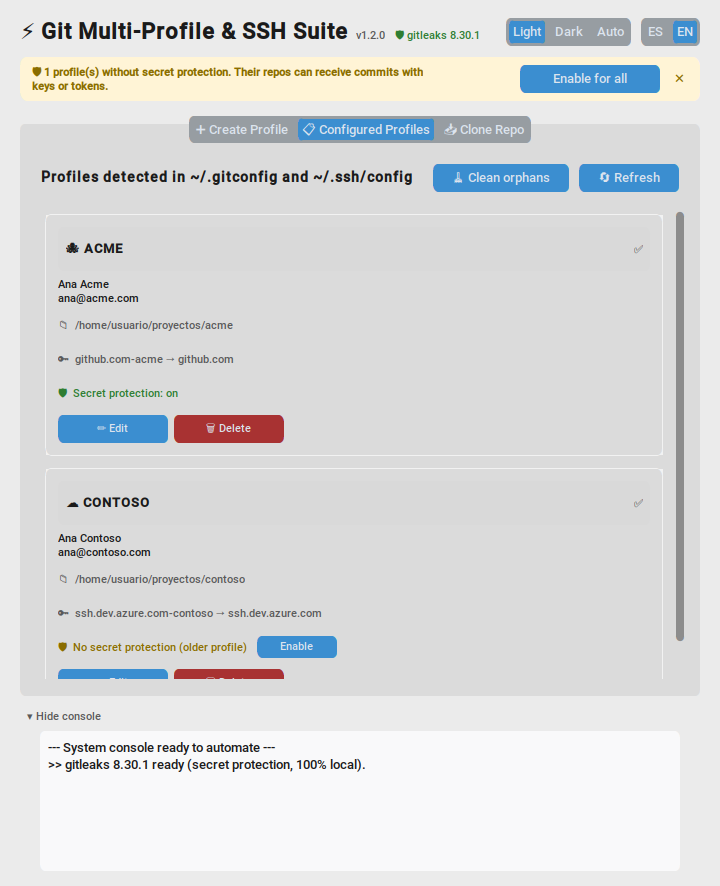 ⚡ Git Multi-Profile & SSH Suite v1.2.0 gitleaks 8.30.1
Light Dark Auto ES EN
1 profile(s) without secret protection. Their repos can receive commits with
keys or tokens.
Enable for all ×
+ Create Profile Configured Profiles Clone Repo
Profiles detected in ~/.gitconfig and ~/.ssh/config
Clean orphans Refresh
ACME
Ana Acme
ana@acme.com
/home/usuario/proyectos/acme
github.com-acme → github.com
Secret protection: on
Edit Delete
CONTOSO
Ana Contoso
ana@contoso.com
/home/usuario/proyectos/contoso
ssh.dev.azure.com-contoso → ssh.dev.azure.com
No secret protection (older profile) Enable
▾ Hide console
--- System console ready to automate ---
>> gitleaks 8.30.1 ready (secret protection, 100% local).